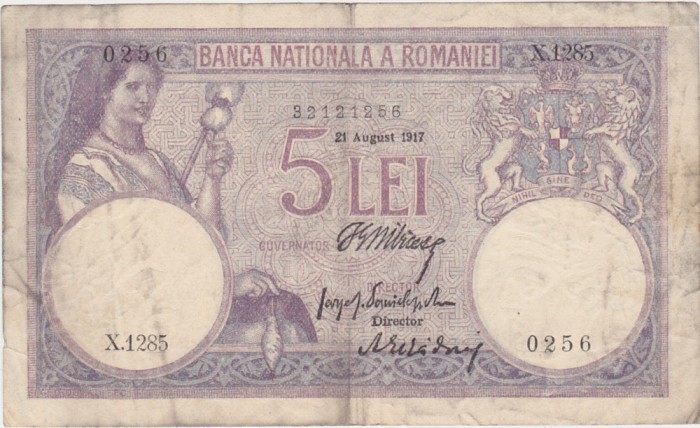 0256
BANCA NATIONALA A ROMANIEI
X.1285
32121256
21 August 1917
5 LEI
NIHIL SINE DEO
GUVERNATOR
DIRECTOR
Director
X.1285
0256